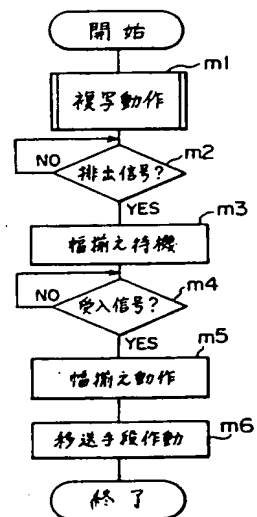 開始
m1
複写動作
m2
排出信号?
NO
YES
m3
幅揃え待機
m4
受入信号?
NO
YES
m5
幅揃え動作
移送手段作動
m6
終了